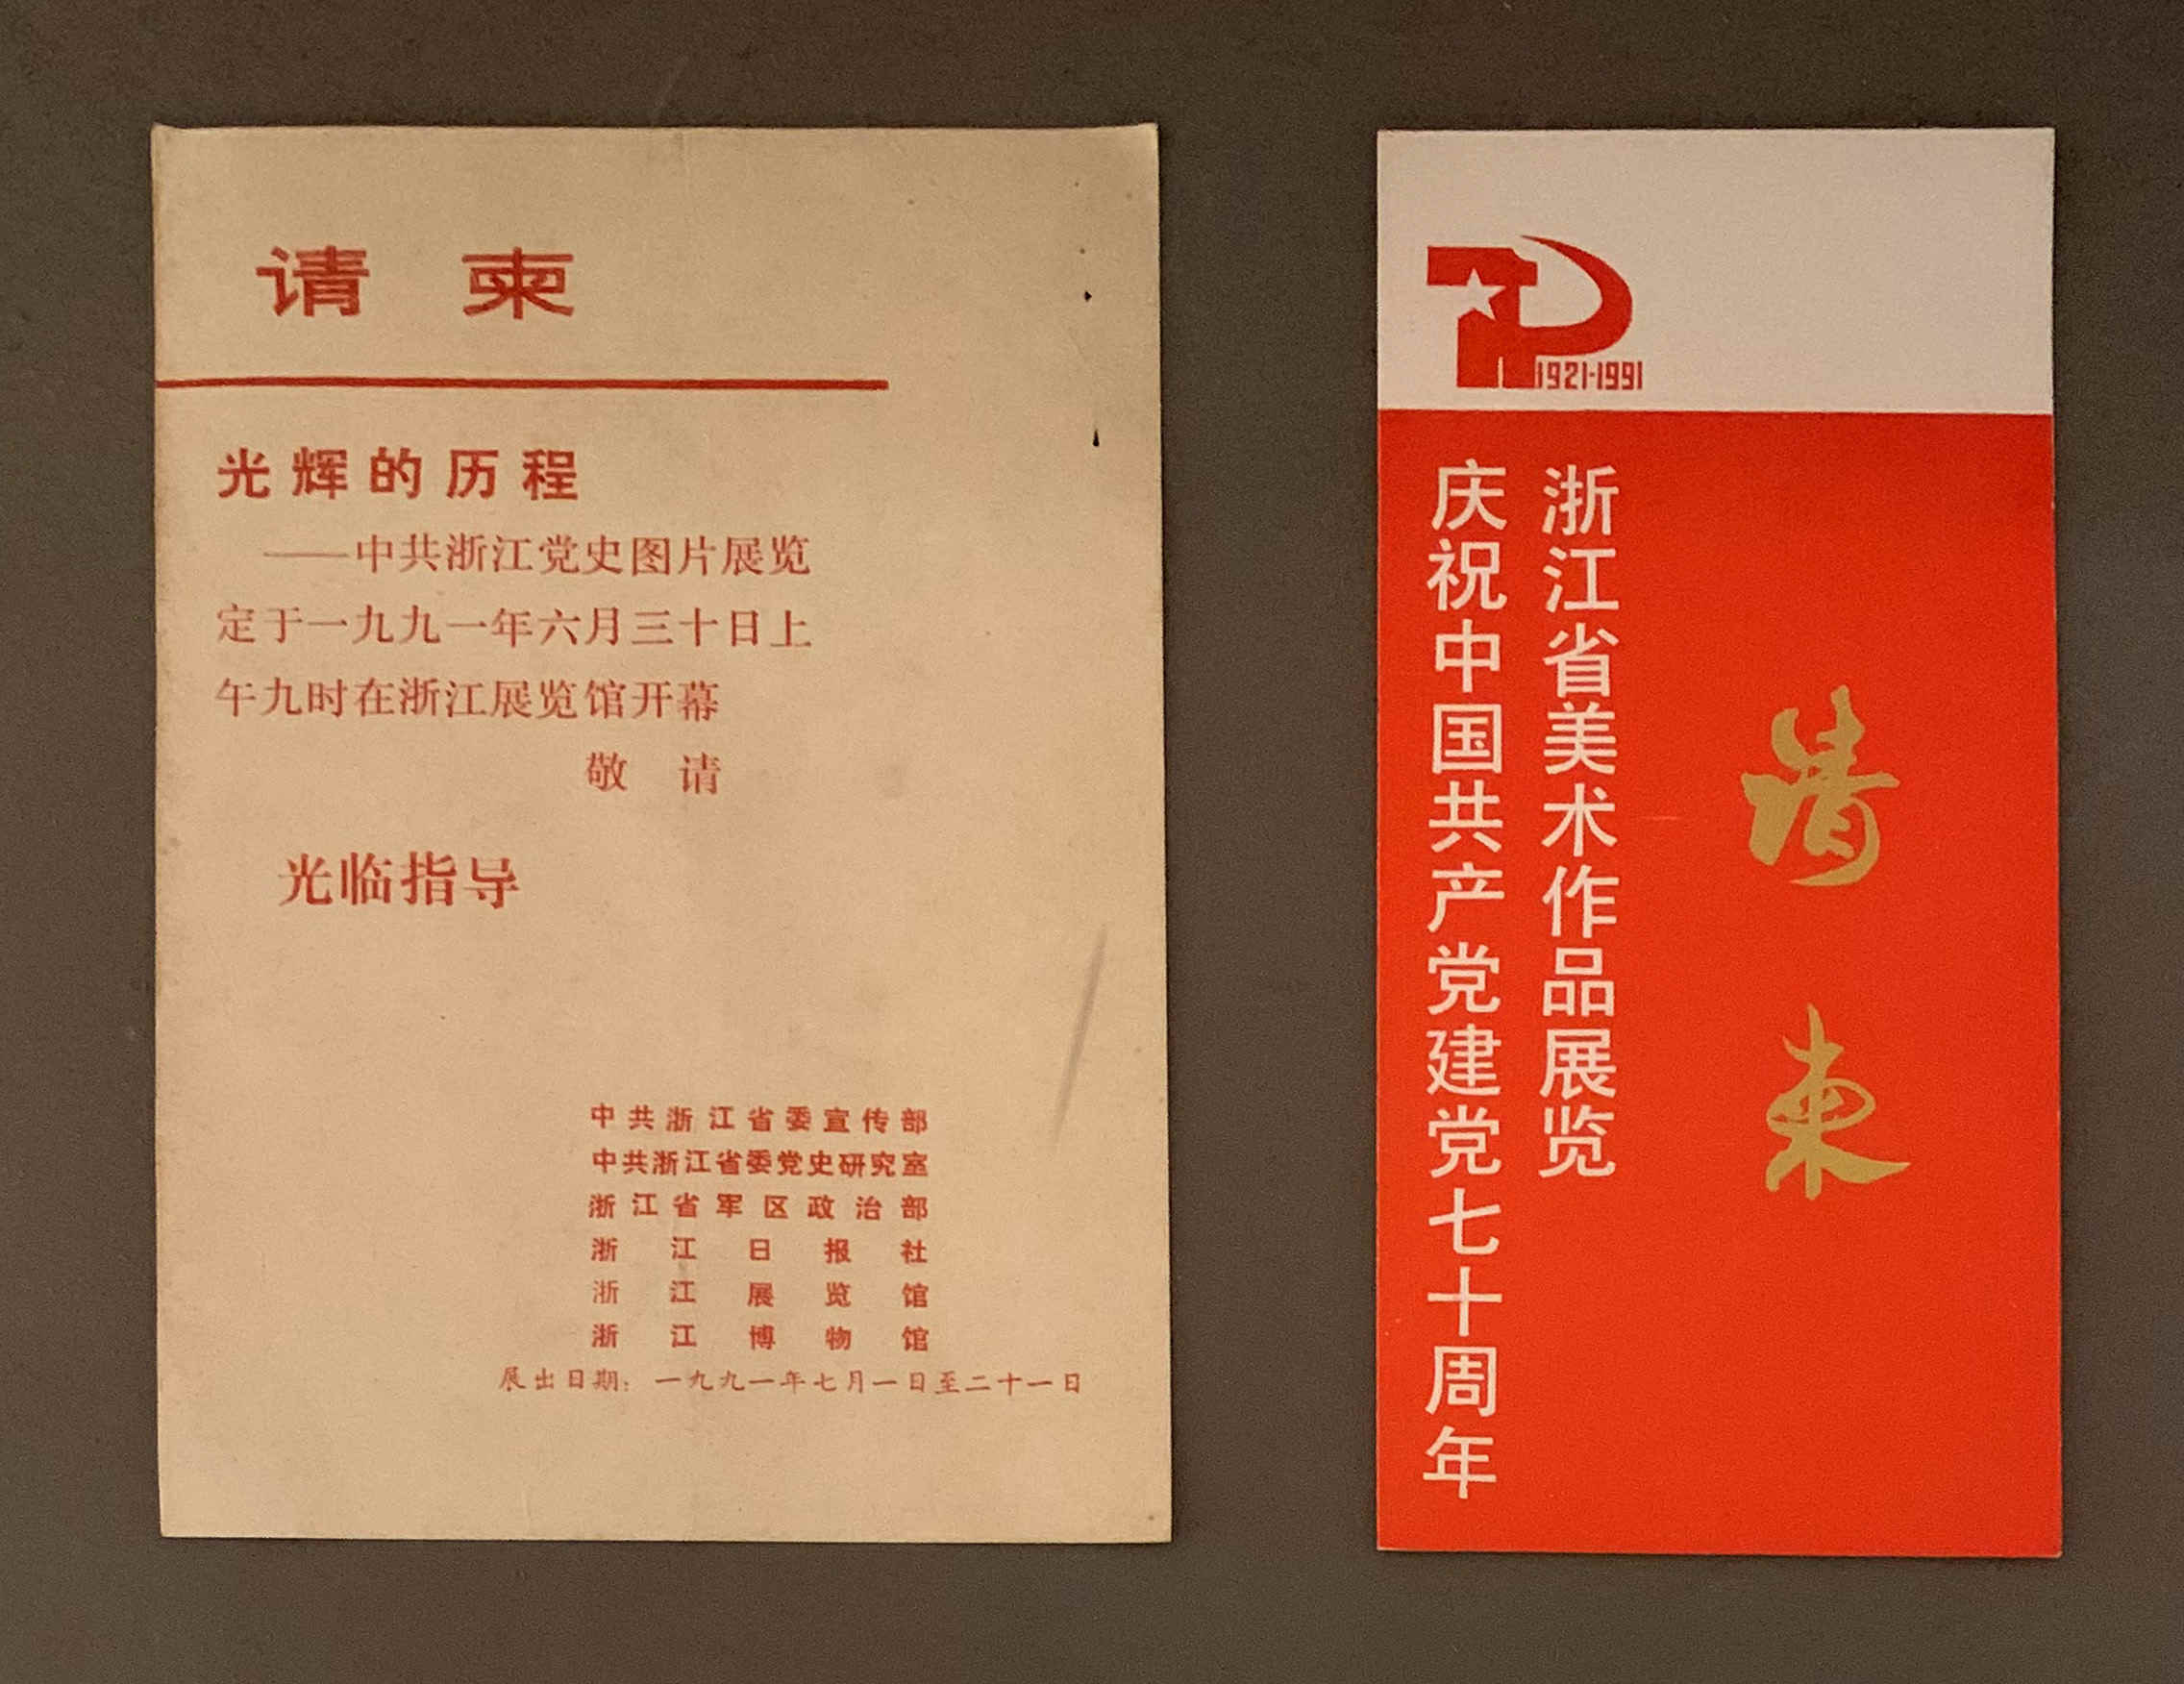 请柬
光辉的历程
——中共浙江党史图片展览
定于一九九一年六月三十日上
午九时在浙江展览馆开幕
敬 请
光临指导
中共浙江省委宣传部
中共浙江省委党史研究室
浙江省军区政治部
浙江日报社
浙江展览馆
浙江博物馆
展出日期：一九九一年七月一日至二十一日
1921-1991
庆祝中国共产党建党七十周年
浙江省美术作品展览
请柬